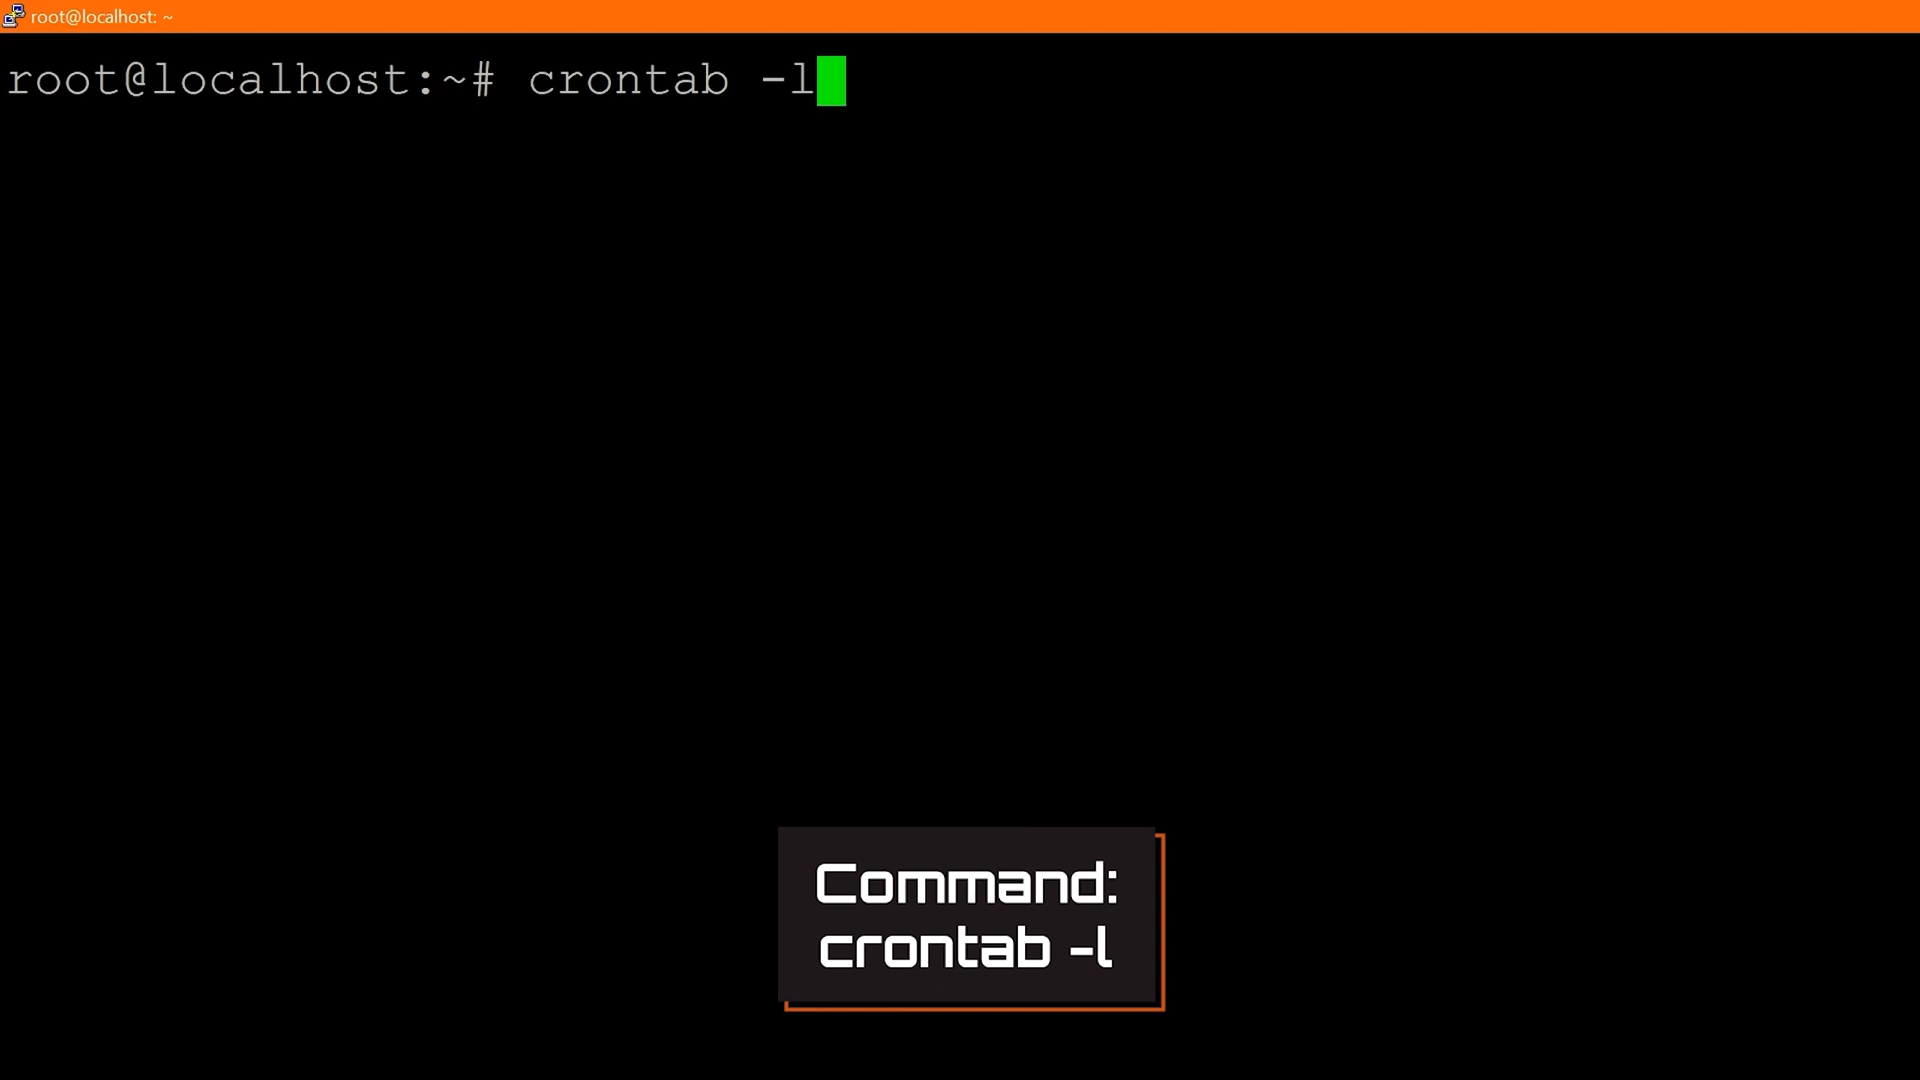 root@localhost: ~
root@localhost:~# crontab -l
Command:
crontab -l